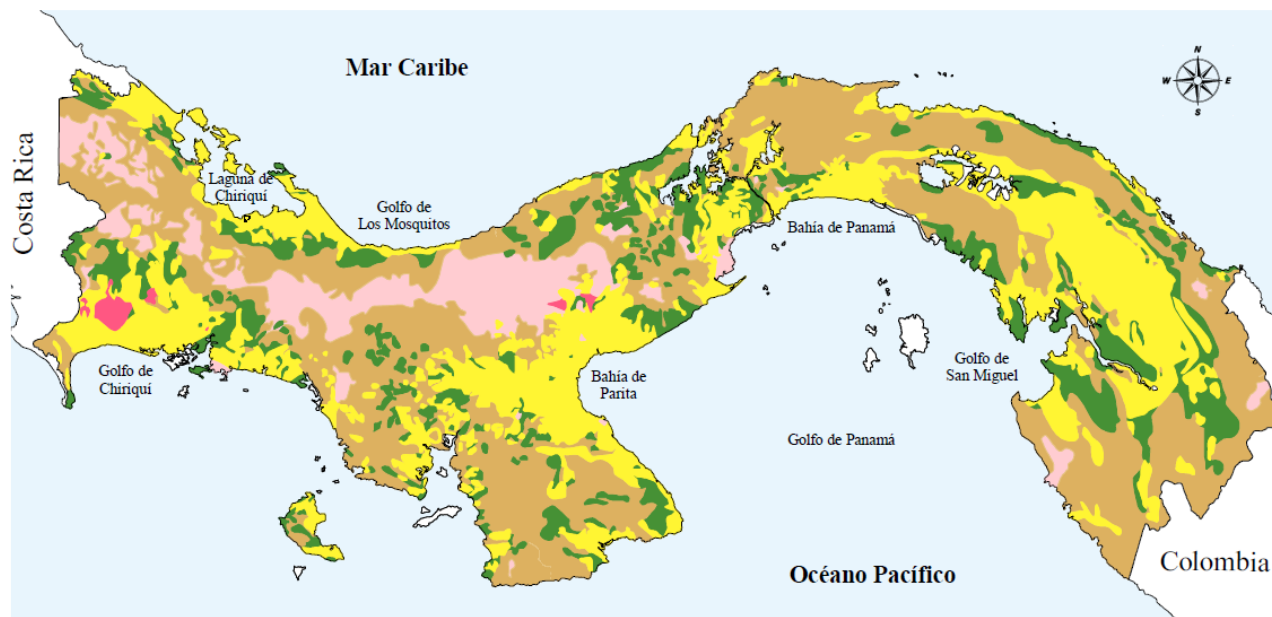 Mar Caribe
N
W
E
S
Costa Rica
Laguna de
Chiriquí
Golfo de
Los Mosquitos
Bahía de Panamá
Golfo de
Chiriquí
Bahía de
Parita
Golfo de
San Miguel
Golfo de Panamá
Océano Pacífico
Colombia